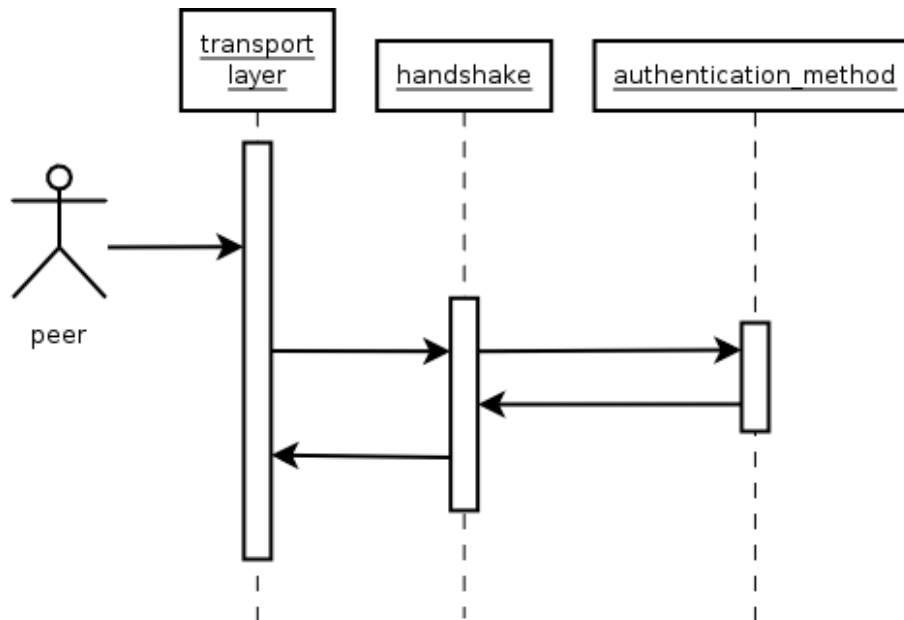 transport
layer
handshake
authentication_method
peer